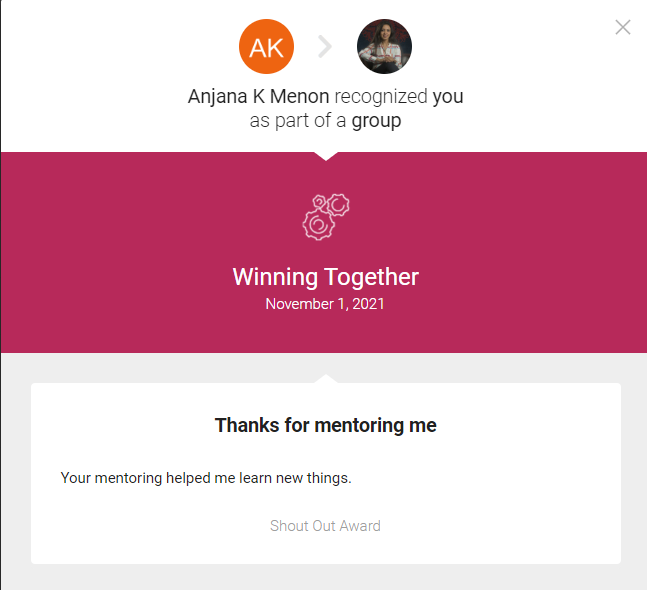 AK
Anjana K Menon recognized you
as part of a group
Winning Together
November 1, 2021
Thanks for mentoring me
Your mentoring helped me learn new things.
Shout Out Award